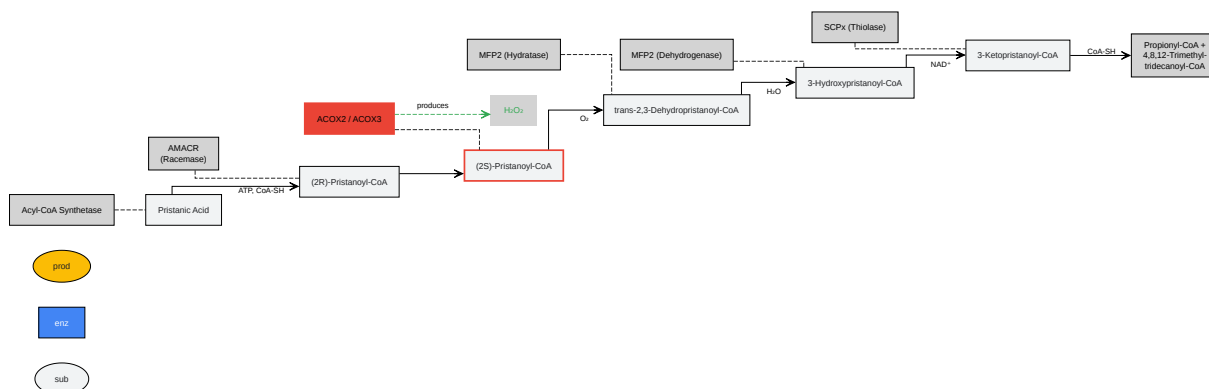 SCPx (Thiolase)
Propionyl-CoA +
4,8,12-Trimethyl-
tridecanoyl-CoA
MFP2 (Hydratase)
MFP2 (Dehydrogenase)
3-Ketopristanoyl-CoA
CoA-SH
NAD⁺
3-Hydroxypristanoyl-CoA
H₂O
produces
H₂O₂
trans-2,3-Dehydropristanoyl-CoA
O₂
ACOX2 / ACOX3
AMACR
(Racemase)
(2S)-Pristanoyl-CoA
(2R)-Pristanoyl-CoA
ATP, CoA-SH
Acyl-CoA Synthetase
Pristanic Acid
prod
enz
sub